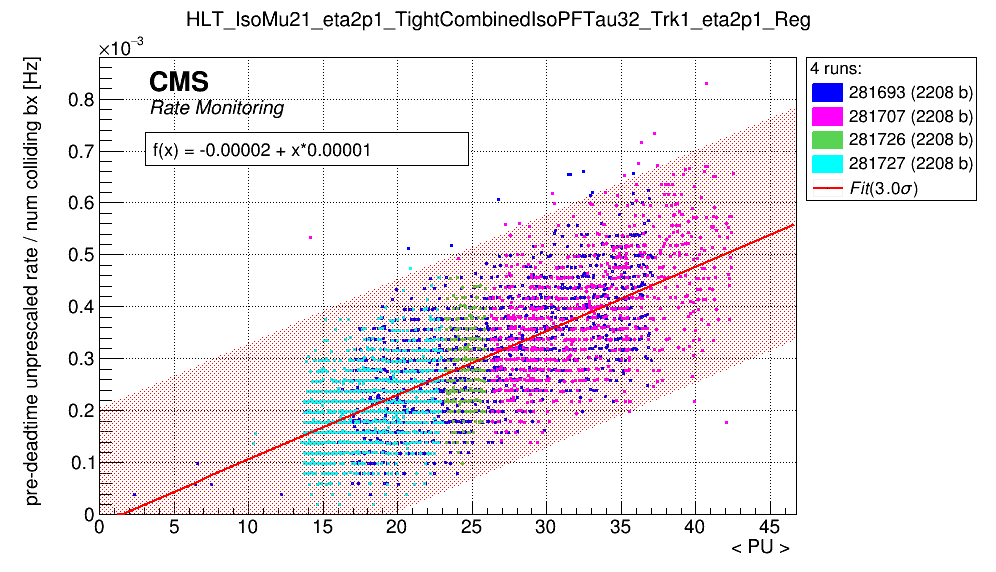 HLT_IsoMu21_eta2p1_TightCombinedIsoPFTau32_Trk1_eta2p1_Reg
×10⁻³
pre-deadtime unprescaled rate / num colliding bx [Hz]
CMS
Rate Monitoring
f(x) = -0.00002 + x*0.00001
4 runs:
281693 (2208 b)
281707 (2208 b)
281726 (2208 b)
281727 (2208 b)
Fit(3.0σ)
0.8
0.7
0.6
0.5
0.4
0.3
0.2
0.1
0
0 5 10 15 20 25 30 35 40 45
< PU >